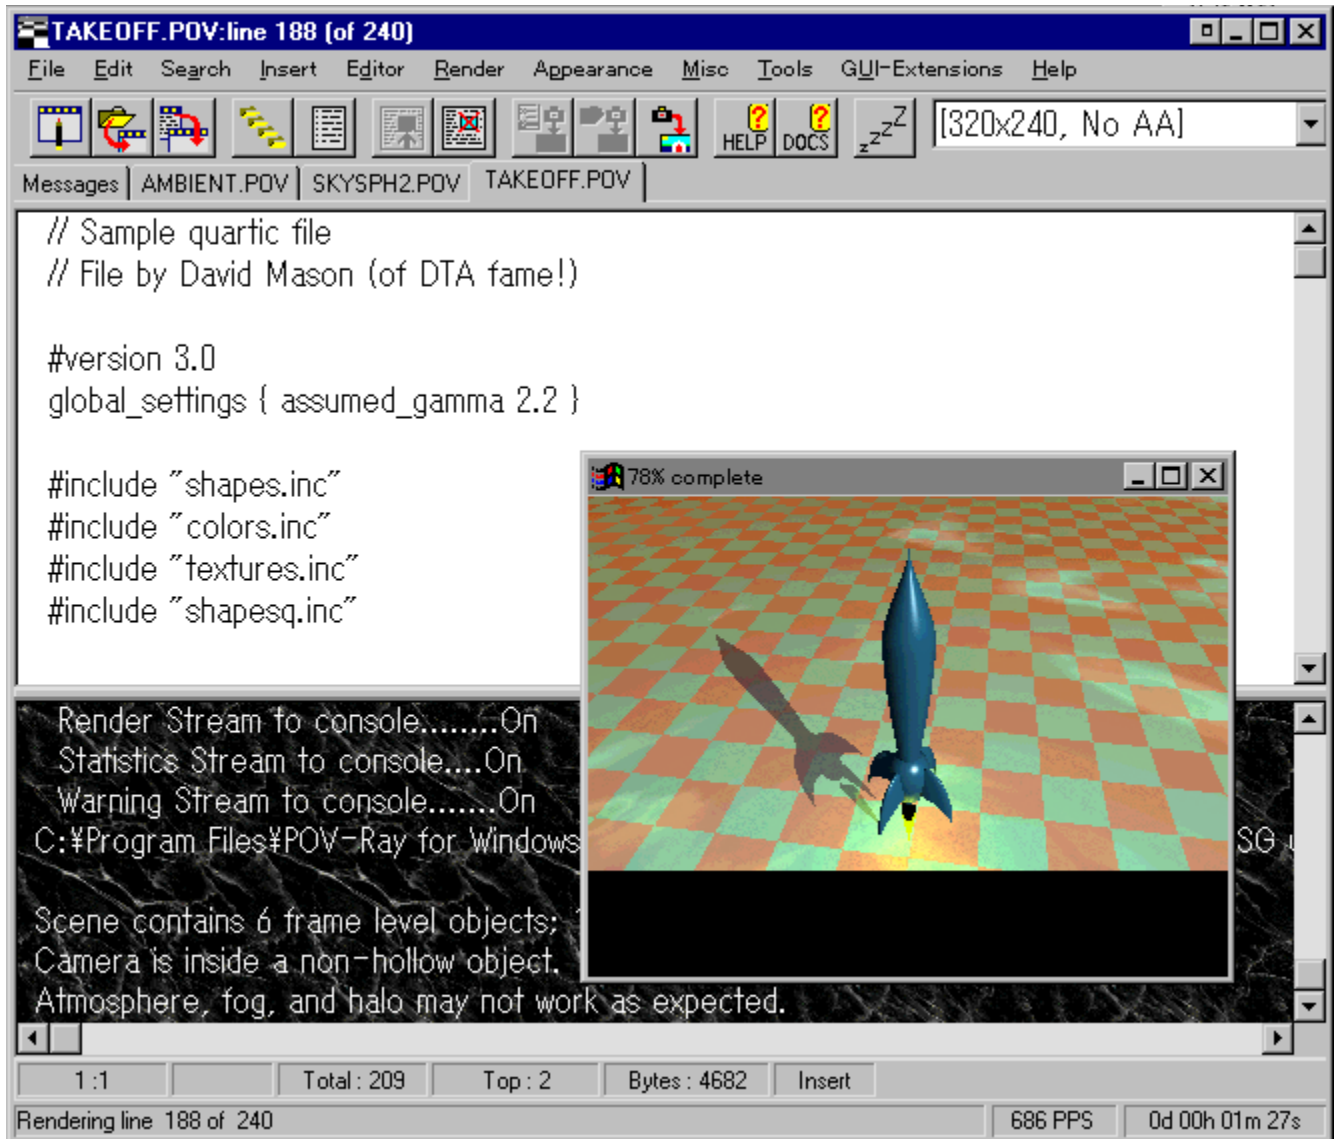 TAKEOFF.POV:line 188 (of 240)
File Edit Search Insert Editor Render Appearance Misc Tools GUI-Extensions Help
HELP DOCS zzZ [320x240, No AA]
Messages AMBIENT.POV SKYSPH2.POV TAKEOFF.POV
// Sample quartic file
// File by David Mason (of DTA fame!)
#version 3.0
global_settings { assumed_gamma 2.2 }
#include "shapes.inc"
#include "colors.inc"
#include "textures.inc"
#include "shapesq.inc"
78% complete
Render Stream to console........On
Statistics Stream to console....On
Warning Stream to console.......On
C:¥Program Files¥POV-Ray for Windows SG
Scene contains 6 frame level objects;
Camera is inside a non-hollow object.
Atmosphere, fog, and halo may not work as expected.
1 :1 Total : 209 Top : 2 Bytes : 4682 Insert
Rendering line 188 of 240 686 PPS 0d 00h 01m 27s